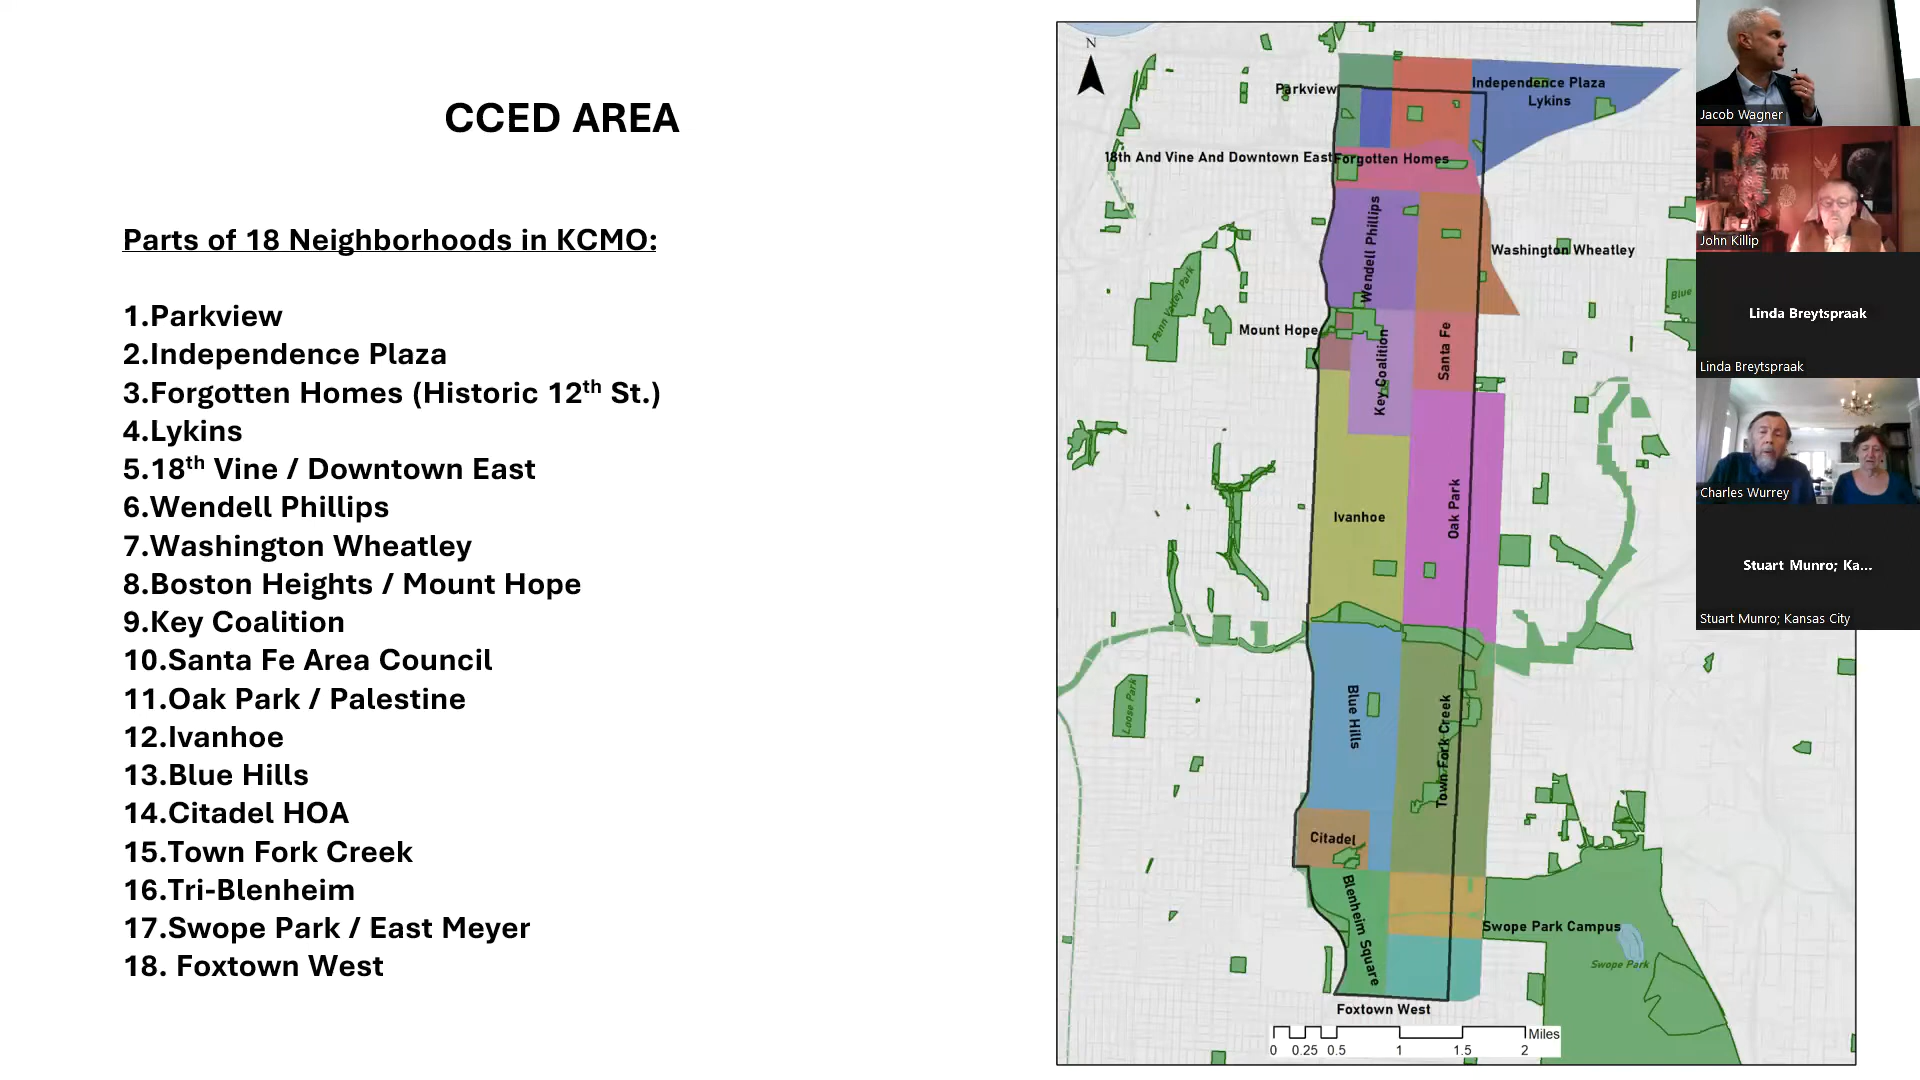 CCED AREA
Parts of 18 Neighborhoods in KCMO:
1.Parkview
2.Independence Plaza
3.Forgotten Homes (Historic 12th St.)
4.Lykins
5.18th Vine / Downtown East
6.Wendell Phillips
7.Washington Wheatley
8.Boston Heights / Mount Hope
9.Key Coalition
10.Santa Fe Area Council
11.Oak Park / Palestine
12.Ivanhoe
13.Blue Hills
14.Citadel HOA
15.Town Fork Creek
16.Tri-Blenheim
17.Swope Park / East Meyer
18. Foxtown West
N
Parkview
Independence Plaza
Lykins
18th And Vine And Downtown East
Forgotten Homes
Wendell Phillips
Washington Wheatley
Penn Valley Park
Blue
Mount Hope
Key Coalition
Santa Fe
Ivanhoe
Oak Park
Loose Park
Blue Hills
Town Fork Creek
Citadel
Blenheim Square
Swope Park Campus
Swope Park
Foxtown West
Miles
0 0.25 0.5 1 1.5 2
Jacob Wagner
John Killip
Linda Breytspraak
Linda Breytspraak
Charles Wurrey
Stuart Munro; Ka...
Stuart Munro; Kansas City